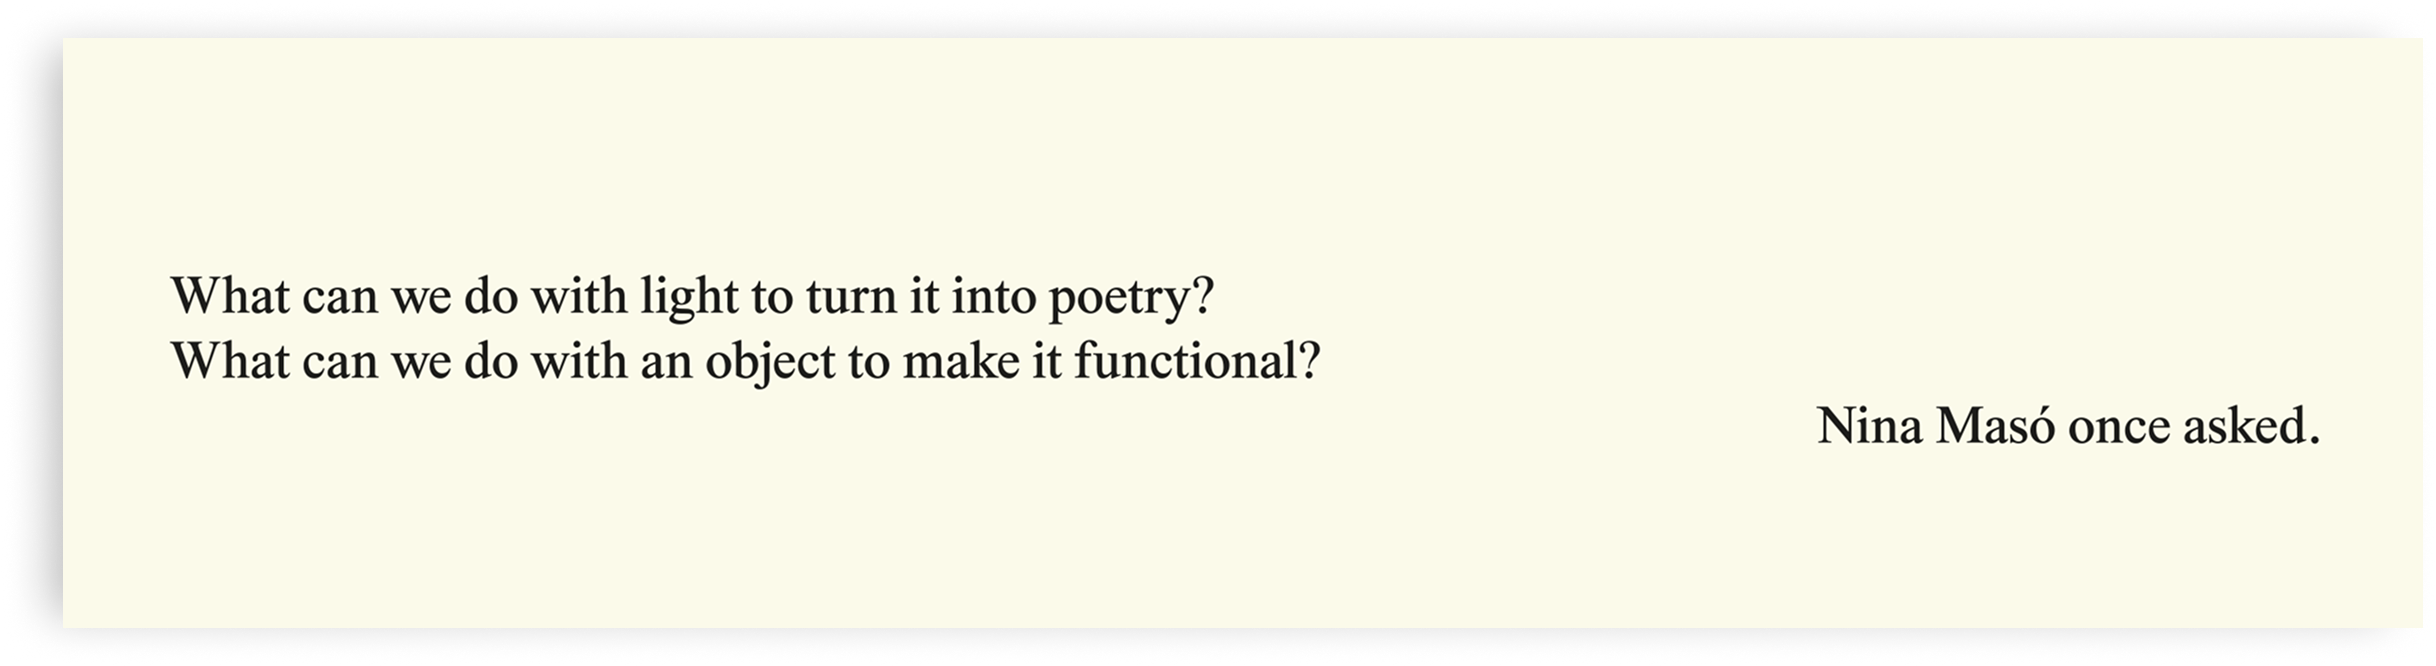 What can we do with light to turn it into poetry?
What can we do with an object to make it functional?
Nina Masó once asked.